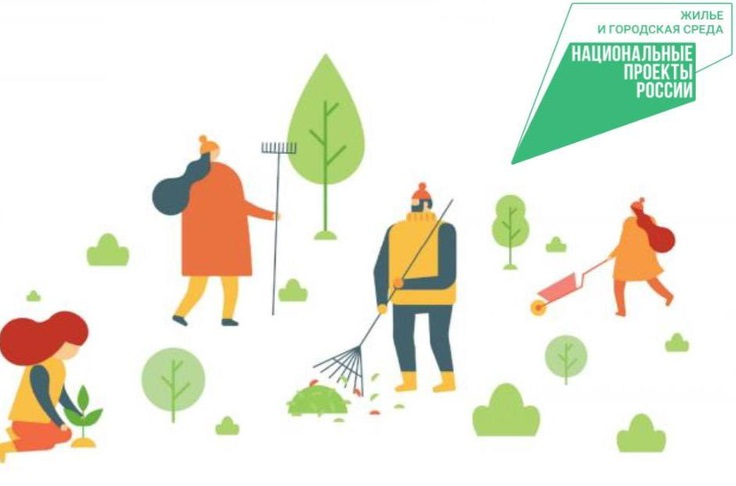 ЖИЛЬЕ
И ГОРОДСКАЯ СРЕДА
НАЦИОНАЛЬНЫЕ
ПРОЕКТЫ
РОССИИ